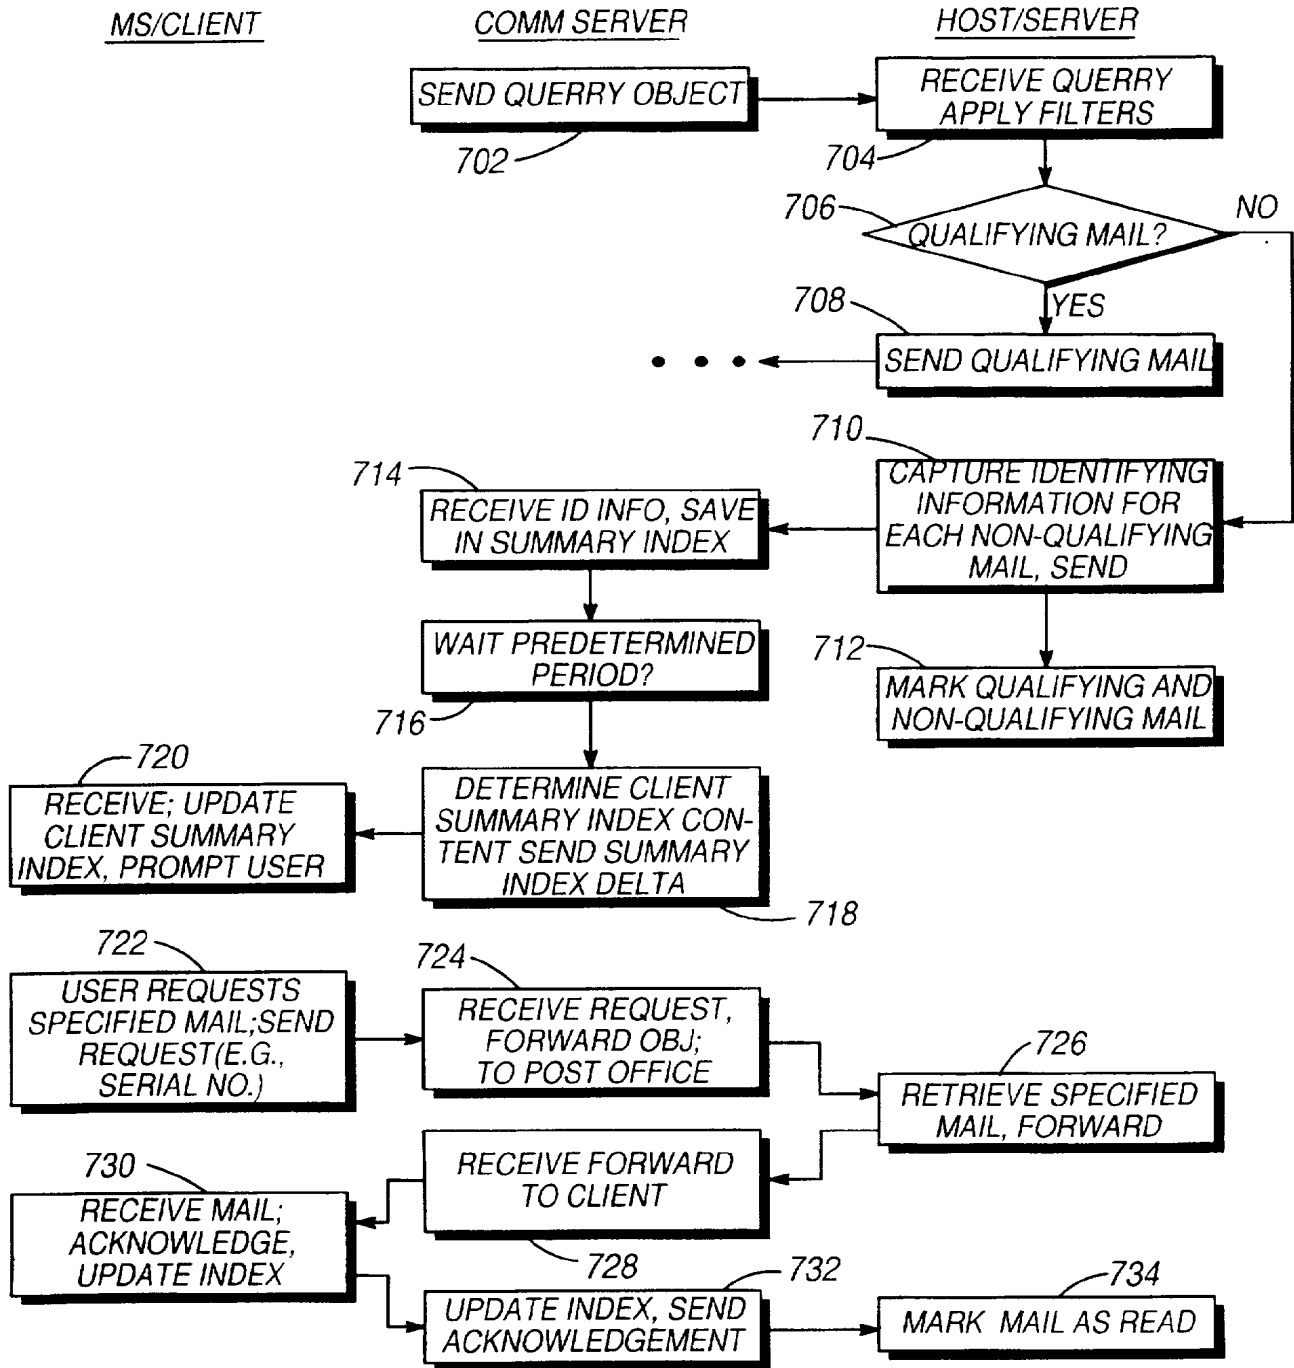 MS/CLIENT
COMM SERVER
HOST/SERVER
SEND QUERRY OBJECT
702
RECEIVE QUERRY
APPLY FILTERS
704
706
QUALIFYING MAIL?
NO
YES
708
SEND QUALIFYING MAIL
710
CAPTURE IDENTIFYING
INFORMATION FOR
EACH NON-QUALIFYING
MAIL, SEND
714
RECEIVE ID INFO, SAVE
IN SUMMARY INDEX
712
MARK QUALIFYING AND
NON-QUALIFYING MAIL
WAIT PREDETERMINED
PERIOD?
716
720
RECEIVE; UPDATE
CLIENT SUMMARY
INDEX, PROMPT USER
DETERMINE CLIENT
SUMMARY INDEX CON-
TENT SEND SUMMARY
INDEX DELTA
718
722
USER REQUESTS
SPECIFIED MAIL;SEND
REQUEST(E.G.,
SERIAL NO.)
724
RECEIVE REQUEST,
FORWARD OBJ;
TO POST OFFICE
726
RETRIEVE SPECIFIED
MAIL, FORWARD
RECEIVE FORWARD
TO CLIENT
728
730
RECEIVE MAIL;
ACKNOWLEDGE,
UPDATE INDEX
732
UPDATE INDEX, SEND
ACKNOWLEDGEMENT
734
MARK MAIL AS READ